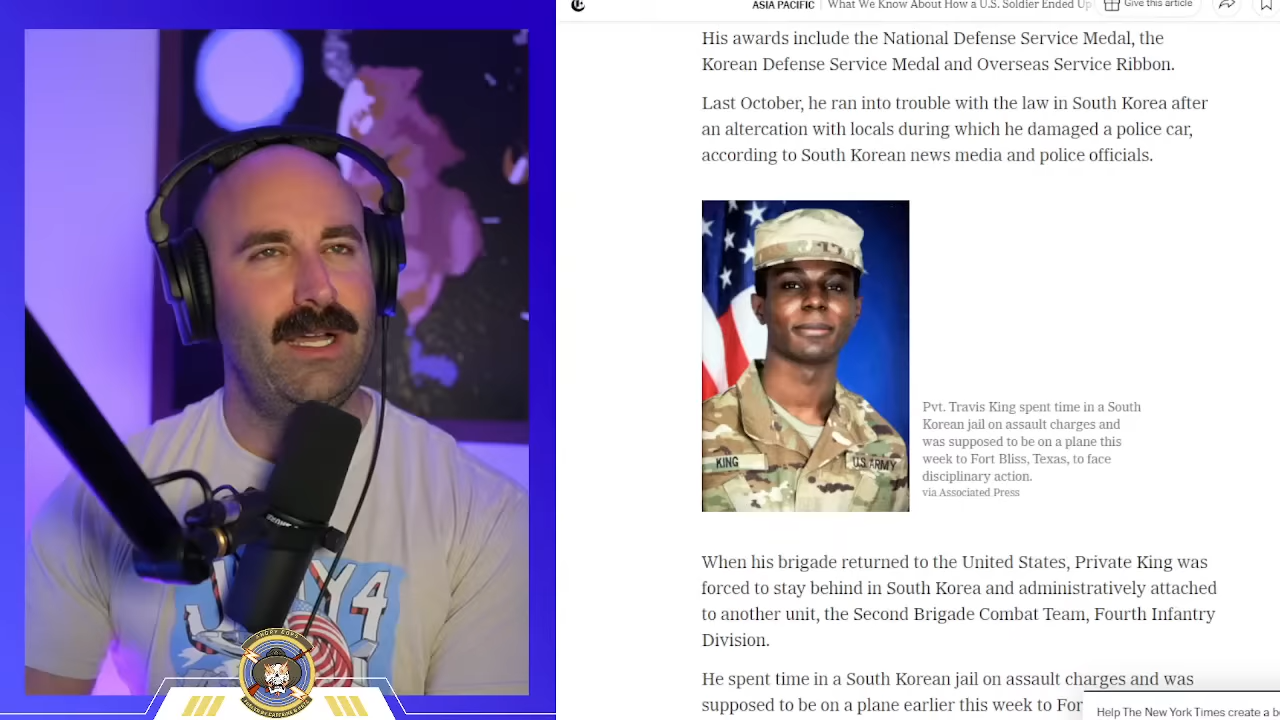 ASIA PACIFIC
What We Know About How a U.S. Soldier Ended Up
Give this article
His awards include the National Defense Service Medal, the
Korean Defense Service Medal and Overseas Service Ribbon.
Last October, he ran into trouble with the law in South Korea after
an altercation with locals during which he damaged a police car,
according to South Korean news media and police officials.
KING
U.S. ARMY
Pvt. Travis King spent time in a South
Korean jail on assault charges and
was supposed to be on a plane this
week to Fort Bliss, Texas, to face
disciplinary action.
via Associated Press
When his brigade returned to the United States, Private King was
forced to stay behind in South Korea and administratively attached
to another unit, the Second Brigade Combat Team, Fourth Infantry
Division.
He spent time in a South Korean jail on assault charges and was
supposed to be on a plane earlier this week to For
Help The New York Times create a be
ANGRY COPS